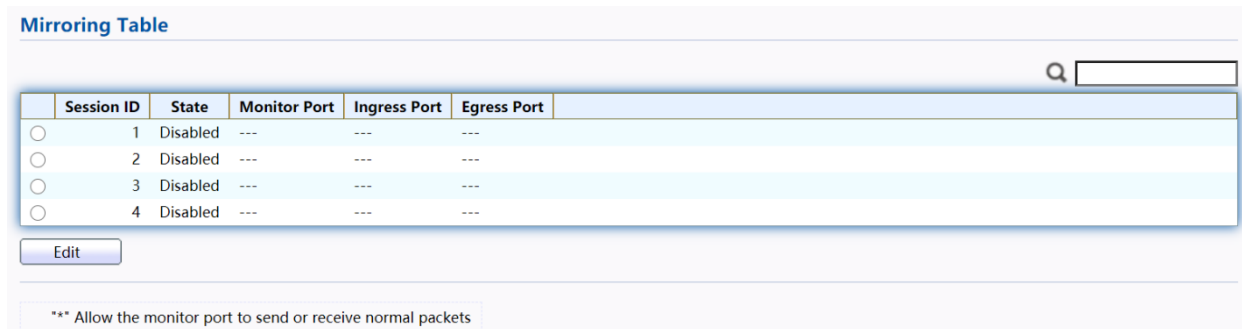 Mirroring Table
Session ID State Monitor Port Ingress Port Egress Port
1 Disabled --- --- ---
2 Disabled --- --- ---
3 Disabled --- --- ---
4 Disabled --- --- ---
Edit
"*" Allow the monitor port to send or receive normal packets